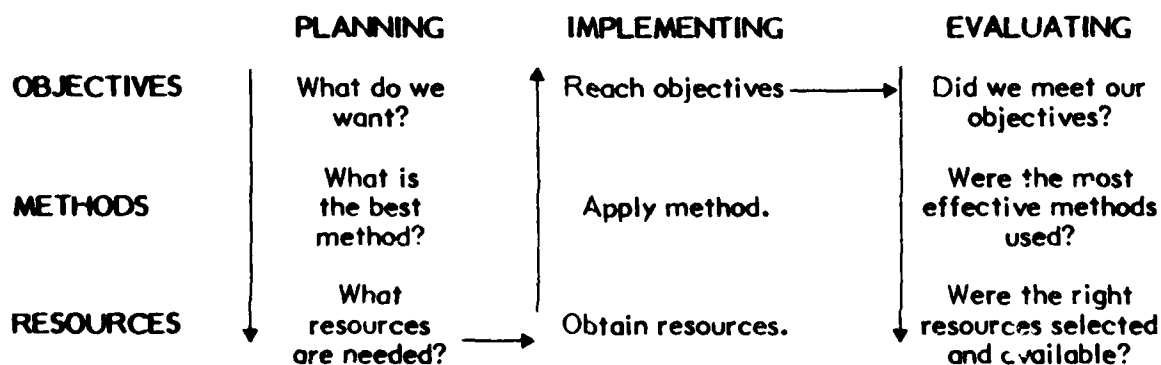 PLANNING IMPLEMENTING EVALUATING
OBJECTIVES What do we want? Reach objectives Did we meet our objectives?
METHODS What is the best method? Apply method. Were the most effective methods used?
RESOURCES What resources are needed? Obtain resources. Were the right resources selected and available?